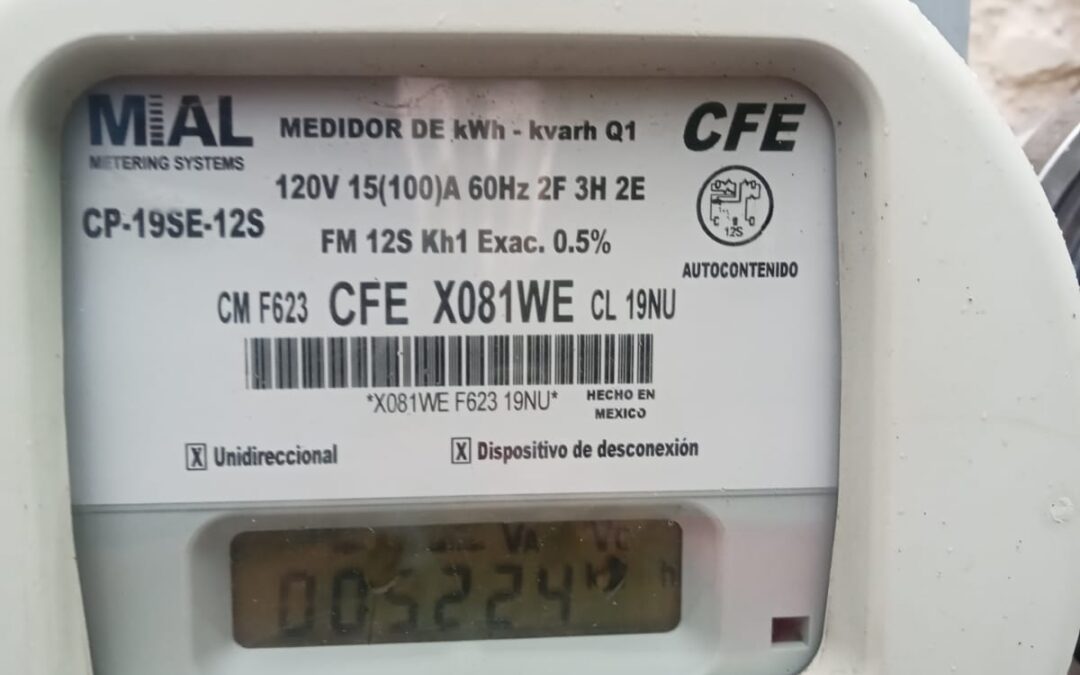 MIAL
METERING SYSTEMS
MEDIDOR DE kWh - kvarh Q1
CFE
120V 15(100)A 60Hz 2F 3H 2E
CP-19SE-12S
FM 12S Kh1 Exac. 0.5%
12S
AUTOCONTENIDO
CM F623 CFE X081WE CL 19NU
*X081WE F623 19NU*
HECHO EN
MEXICO
X Unidireccional
X Dispositivo de desconexión
VA VC
005224 k h